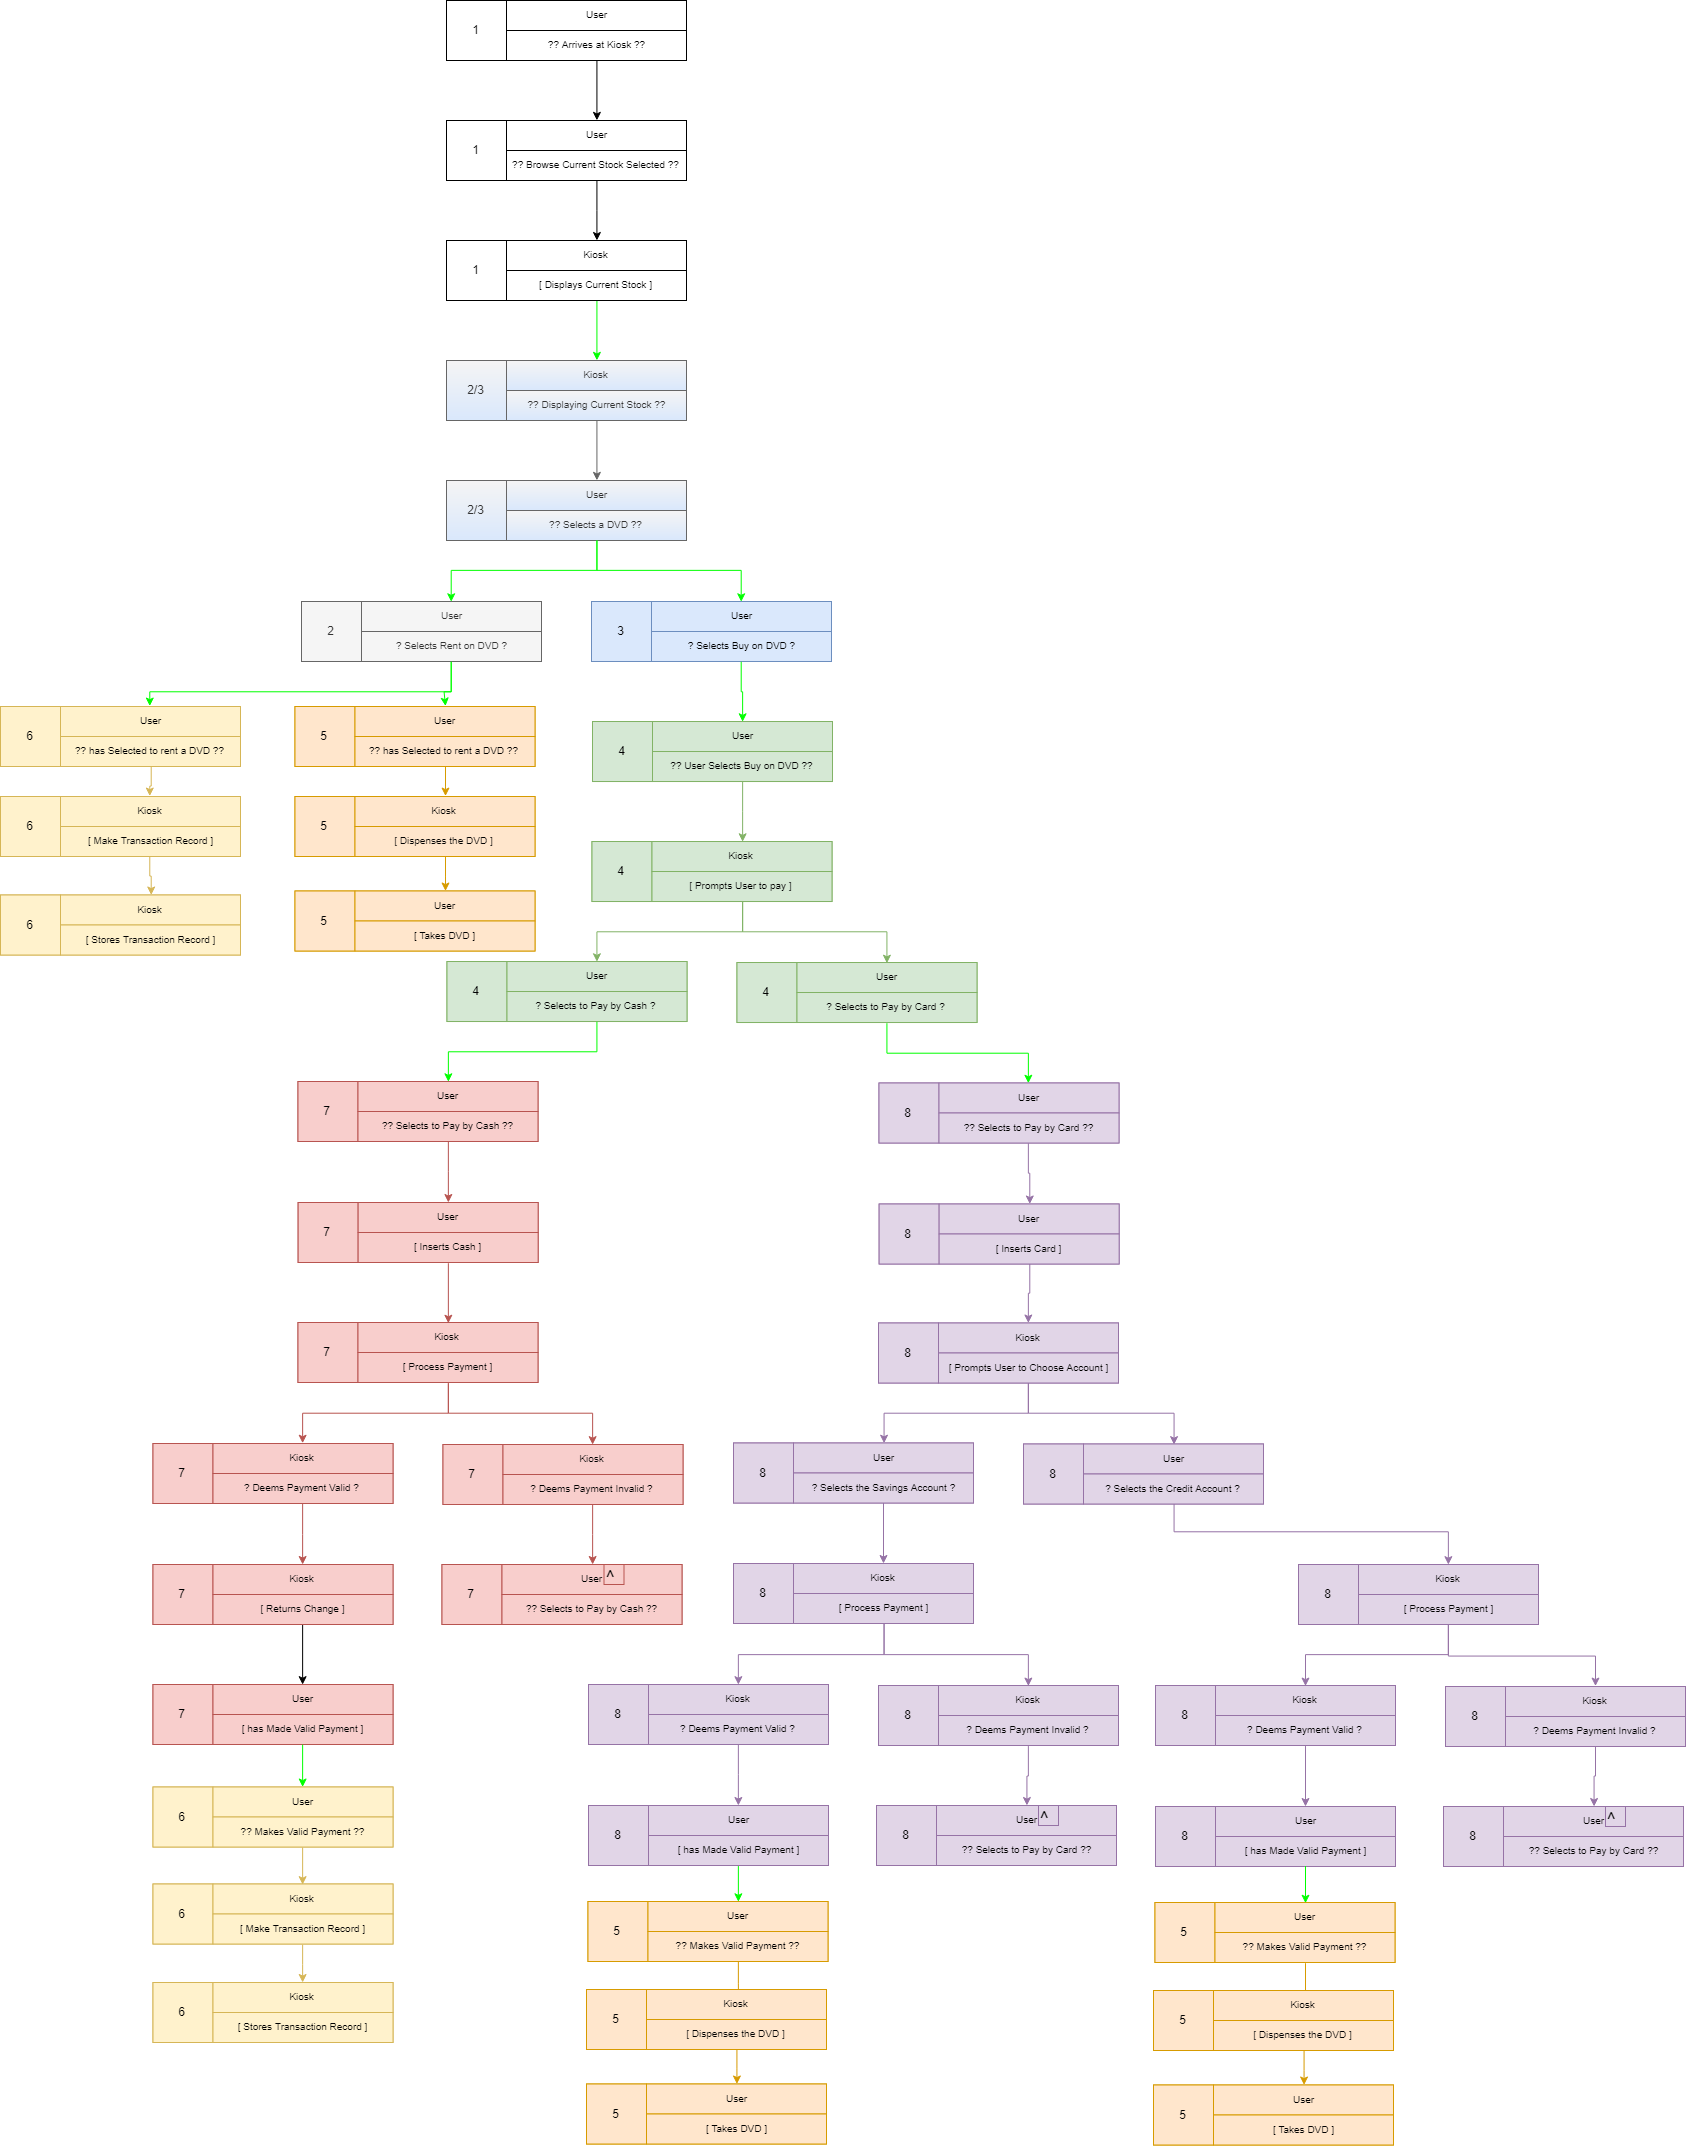 1
User
?? Arrives at Kiosk ??
1
User
?? Browse Current Stock Selected ??
1
Kiosk
[ Displays Current Stock ]
2/3
Kiosk
?? Displaying Current Stock ??
2/3
User
?? Selects a DVD ??
2
User
? Selects Rent on DVD ?
3
User
? Selects Buy on DVD ?
6
User
?? has Selected to rent a DVD ??
5
User
?? has Selected to rent a DVD ??
4
User
?? User Selects Buy on DVD ??
6
Kiosk
[ Make Transaction Record ]
5
Kiosk
[ Dispenses the DVD ]
4
Kiosk
[ Prompts User to pay ]
6
Kiosk
[ Stores Transaction Record ]
5
User
[ Takes DVD ]
4
User
? Selects to Pay by Cash ?
4
User
? Selects to Pay by Card ?
7
User
?? Selects to Pay by Cash ??
8
User
?? Selects to Pay by Card ??
7
User
[ Inserts Cash ]
8
User
[ Inserts Card ]
7
Kiosk
[ Process Payment ]
8
Kiosk
[ Prompts User to Choose Account ]
7
Kiosk
? Deems Payment Valid ?
7
Kiosk
? Deems Payment Invalid ?
8
User
? Selects the Savings Account ?
8
User
? Selects the Credit Account ?
7
Kiosk
[ Returns Change ]
7
User ^
?? Selects to Pay by Cash ??
8
Kiosk
[ Process Payment ]
8
Kiosk
[ Process Payment ]
7
User
[ has Made Valid Payment ]
8
Kiosk
? Deems Payment Valid ?
8
Kiosk
? Deems Payment Invalid ?
8
Kiosk
? Deems Payment Valid ?
8
Kiosk
? Deems Payment Invalid ?
6
User
?? Makes Valid Payment ??
8
User
[ has Made Valid Payment ]
8
User ^
?? Selects to Pay by Card ??
8
User
[ has Made Valid Payment ]
8
User ^
?? Selects to Pay by Card ??
6
Kiosk
[ Make Transaction Record ]
5
User
?? Makes Valid Payment ??
5
User
?? Makes Valid Payment ??
6
Kiosk
[ Stores Transaction Record ]
5
Kiosk
[ Dispenses the DVD ]
5
Kiosk
[ Dispenses the DVD ]
5
User
[ Takes DVD ]
5
User
[ Takes DVD ]